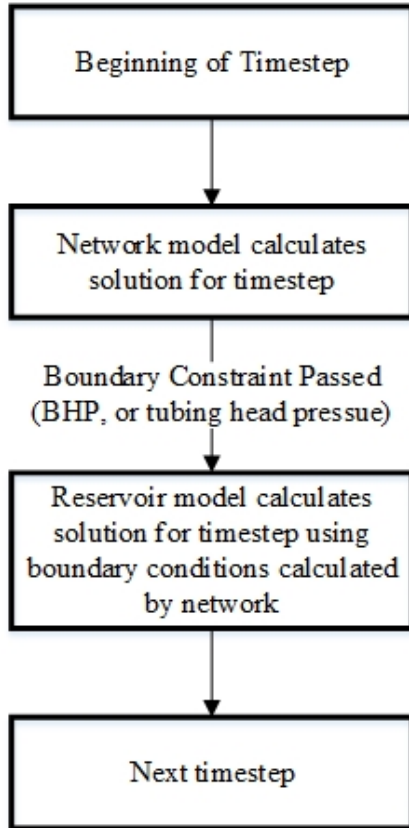 Beginning of Timestep
Network model calculates
solution for timestep
Boundary Constraint Passed
(BHP, or tubing head pressue)
Reservoir model calculates
solution for timestep using
boundary conditions calculated
by network
Next timestep